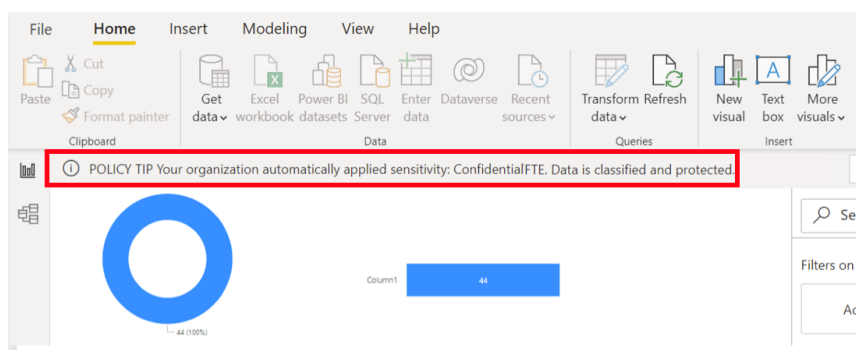 File Home Insert Modeling View Help
Paste
Cut
Copy
Format painter
Clipboard
Get data
Excel workbook
Power BI datasets
SQL Server
Enter data
Dataverse
Recent sources
Data
Transform data
Refresh
Queries
New visual
Text box
More visuals
Insert
POLICY TIP Your organization automatically applied sensitivity: ConfidentialFTE. Data is classified and protected.
44 (100%)
Column1
44
Filters on